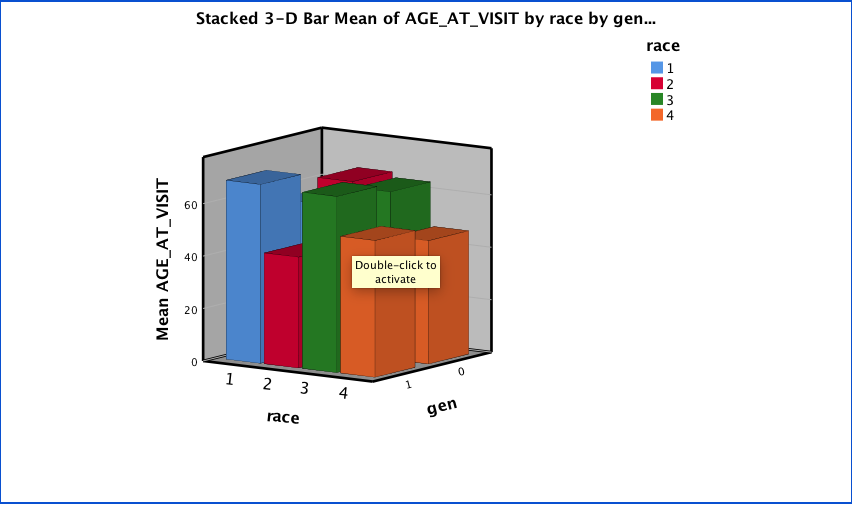 Stacked 3-D Bar Mean of AGE_AT_VISIT by race by gen...
race
1
2
3
4
Mean AGE_AT_VISIT
60
40
20
0
Double-click to
activate
1
2
3
4
race
1
0
gen